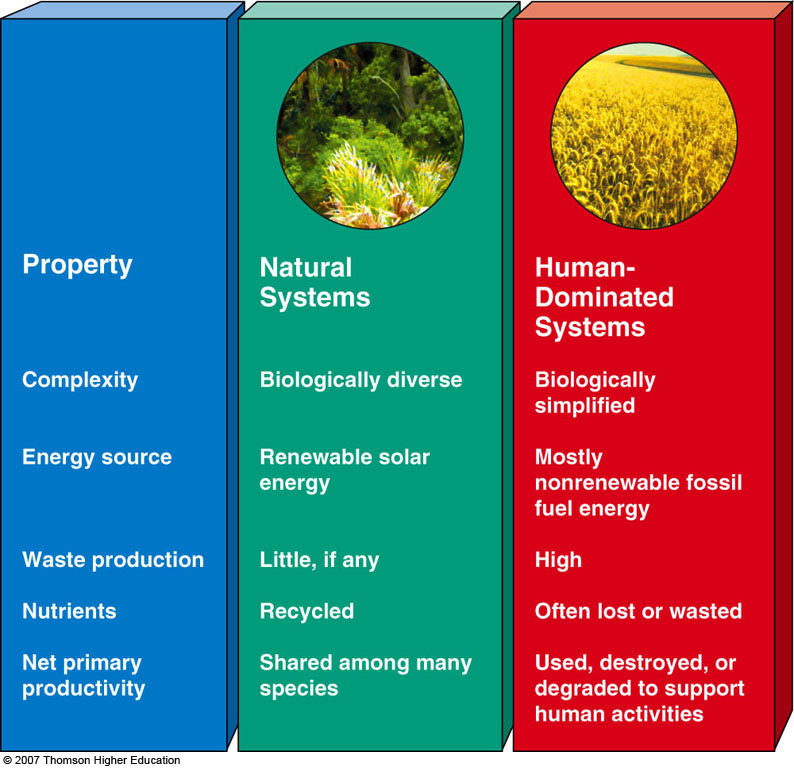 Property
Natural
Systems
Human-
Dominated
Systems
Complexity
Biologically diverse
Biologically
simplified
Energy source
Renewable solar
energy
Mostly
nonrenewable fossil
fuel energy
Waste production
Little, if any
High
Nutrients
Recycled
Often lost or wasted
Net primary
productivity
Shared among many
species
Used, destroyed, or
degraded to support
human activities
© 2007 Thomson Higher Education